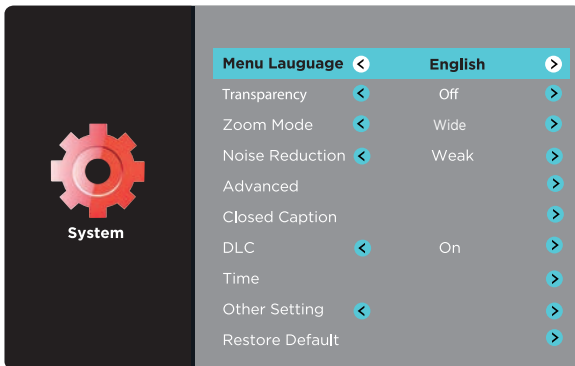 System
Menu Lauguage English
Transparency Off
Zoom Mode Wide
Noise Reduction Weak
Advanced
Closed Caption
DLC On
Time
Other Setting
Restore Default